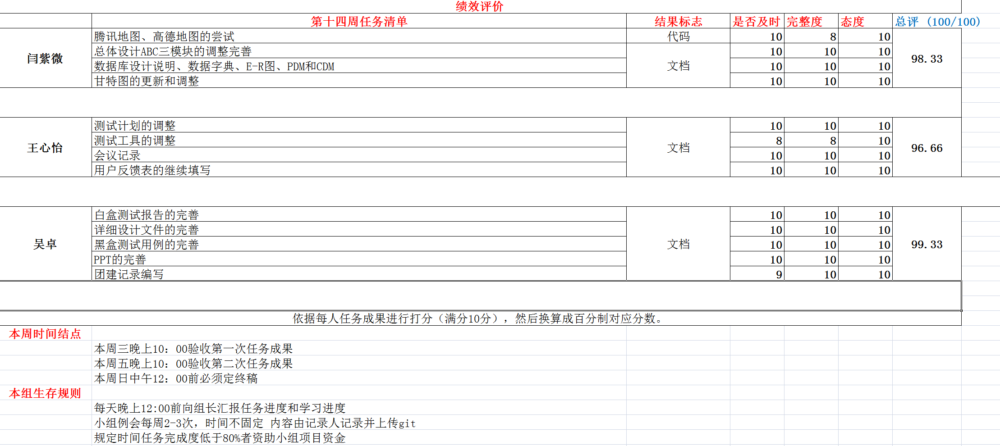 绩效评价
第十四周任务清单 结果标志 是否及时 完整度 态度 总评 (100/100)
闫紫微
腾讯地图、高德地图的尝试 代码 10 8 10
总体设计ABC三模块的调整完善 10 10 10
数据库设计说明、数据字典、E-R图、PDM和CDM 文档 10 10 10
甘特图的更新和调整 10 10 10
98.33
王心怡
测试计划的调整 10 10 10
测试工具的调整 文档 8 8 10
会议记录 10 10 10
用户反馈表的继续填写 10 10 10
96.66
吴卓
白盒测试报告的完善 10 10 10
详细设计文件的完善 10 10 10
黑盒测试用例的完善 文档 10 10 10
PPT的完善 10 10 10
团建记录编写 9 10 10
99.33
依据每人任务成果进行打分（满分10分），然后换算成百分制对应分数。
本周时间结点
本周三晚上10：00验收第一次任务成果
本周五晚上10：00验收第二次任务成果
本周日中午12：00前必须定终稿
本组生存规则
每天晚上12:00前向组长汇报任务进度和学习进度
小组例会每周2-3次，时间不固定 内容由记录人记录并上传git
规定时间任务完成度低于80%者资助小组项目资金